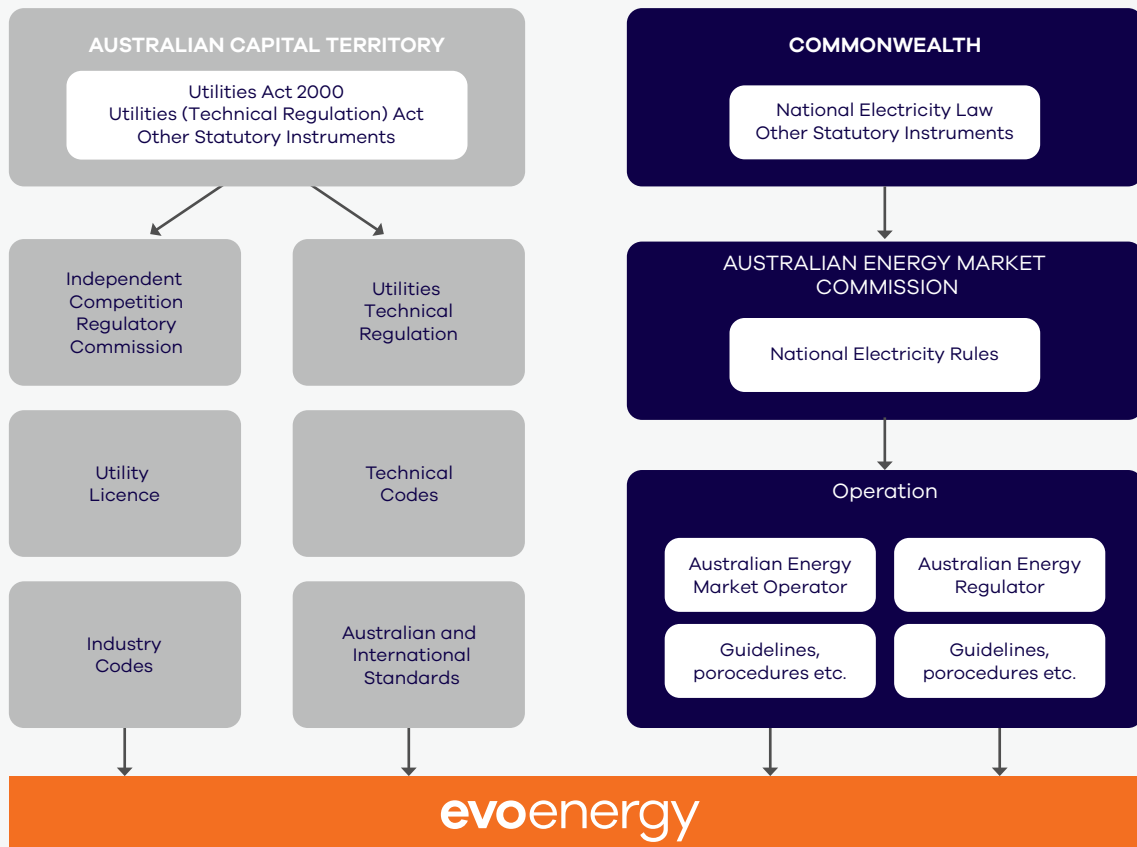 AUSTRALIAN CAPITAL TERRITORY
Utilities Act 2000
Utilities (Technical Regulation) Act
Other Statutory Instruments
Independent
Competition
Regulatory
Commission
Utilities
Technical
Regulation
Utility
Licence
Technical
Codes
Industry
Codes
Australian and
International
Standards
COMMONWEALTH
National Electricity Law
Other Statutory Instruments
AUSTRALIAN ENERGY MARKET
COMMISSION
National Electricity Rules
Operation
Australian Energy
Market Operator
Australian Energy
Regulator
Guidelines,
porocedures etc.
Guidelines,
porocedures etc.
evoenergy